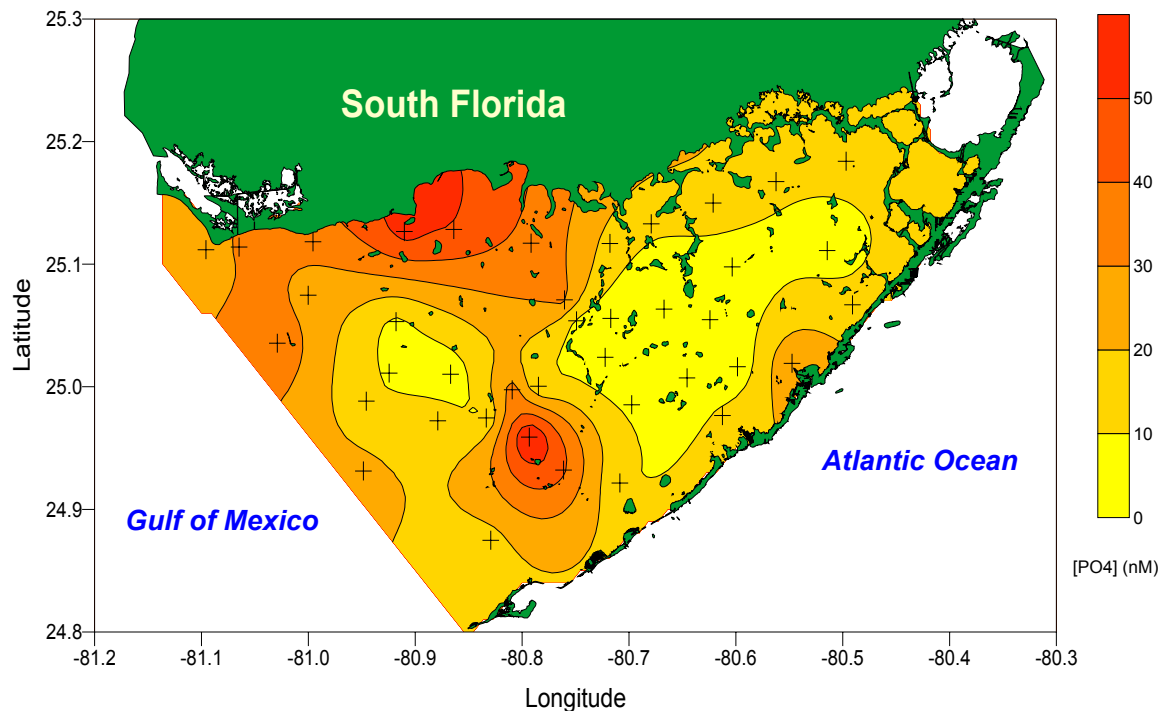 25.3
25.2
25.1
25.0
24.9
24.8
Latitude
South Florida
Gulf of Mexico
Atlantic Ocean
50
40
30
20
10
0
[PO4] (nM)
-81.2 -81.1 -81.0 -80.9 -80.8 -80.7 -80.6 -80.5 -80.4 -80.3
Longitude